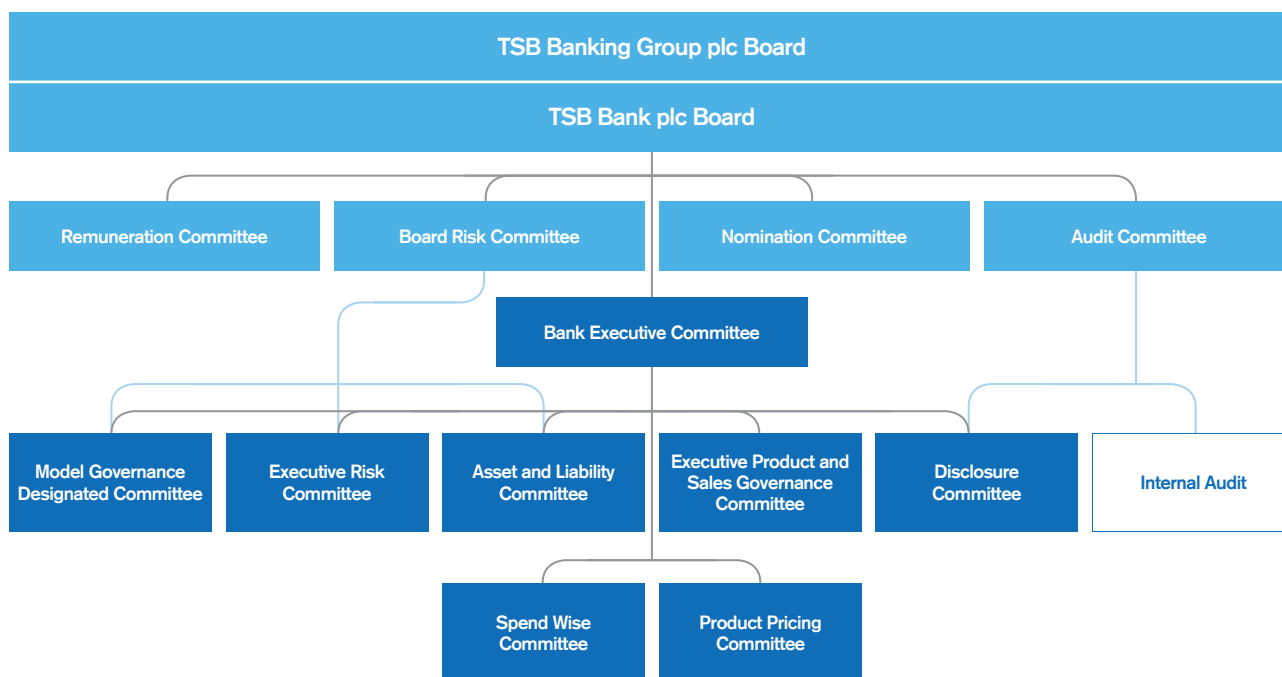 TSB Banking Group plc Board
TSB Bank plc Board
Remuneration Committee
Board Risk Committee
Nomination Committee
Audit Committee
Bank Executive Committee
Model Governance
Designated Committee
Executive Risk
Committee
Asset and Liability
Committee
Executive Product and
Sales Governance
Committee
Disclosure
Committee
Internal Audit
Spend Wise
Committee
Product Pricing
Committee